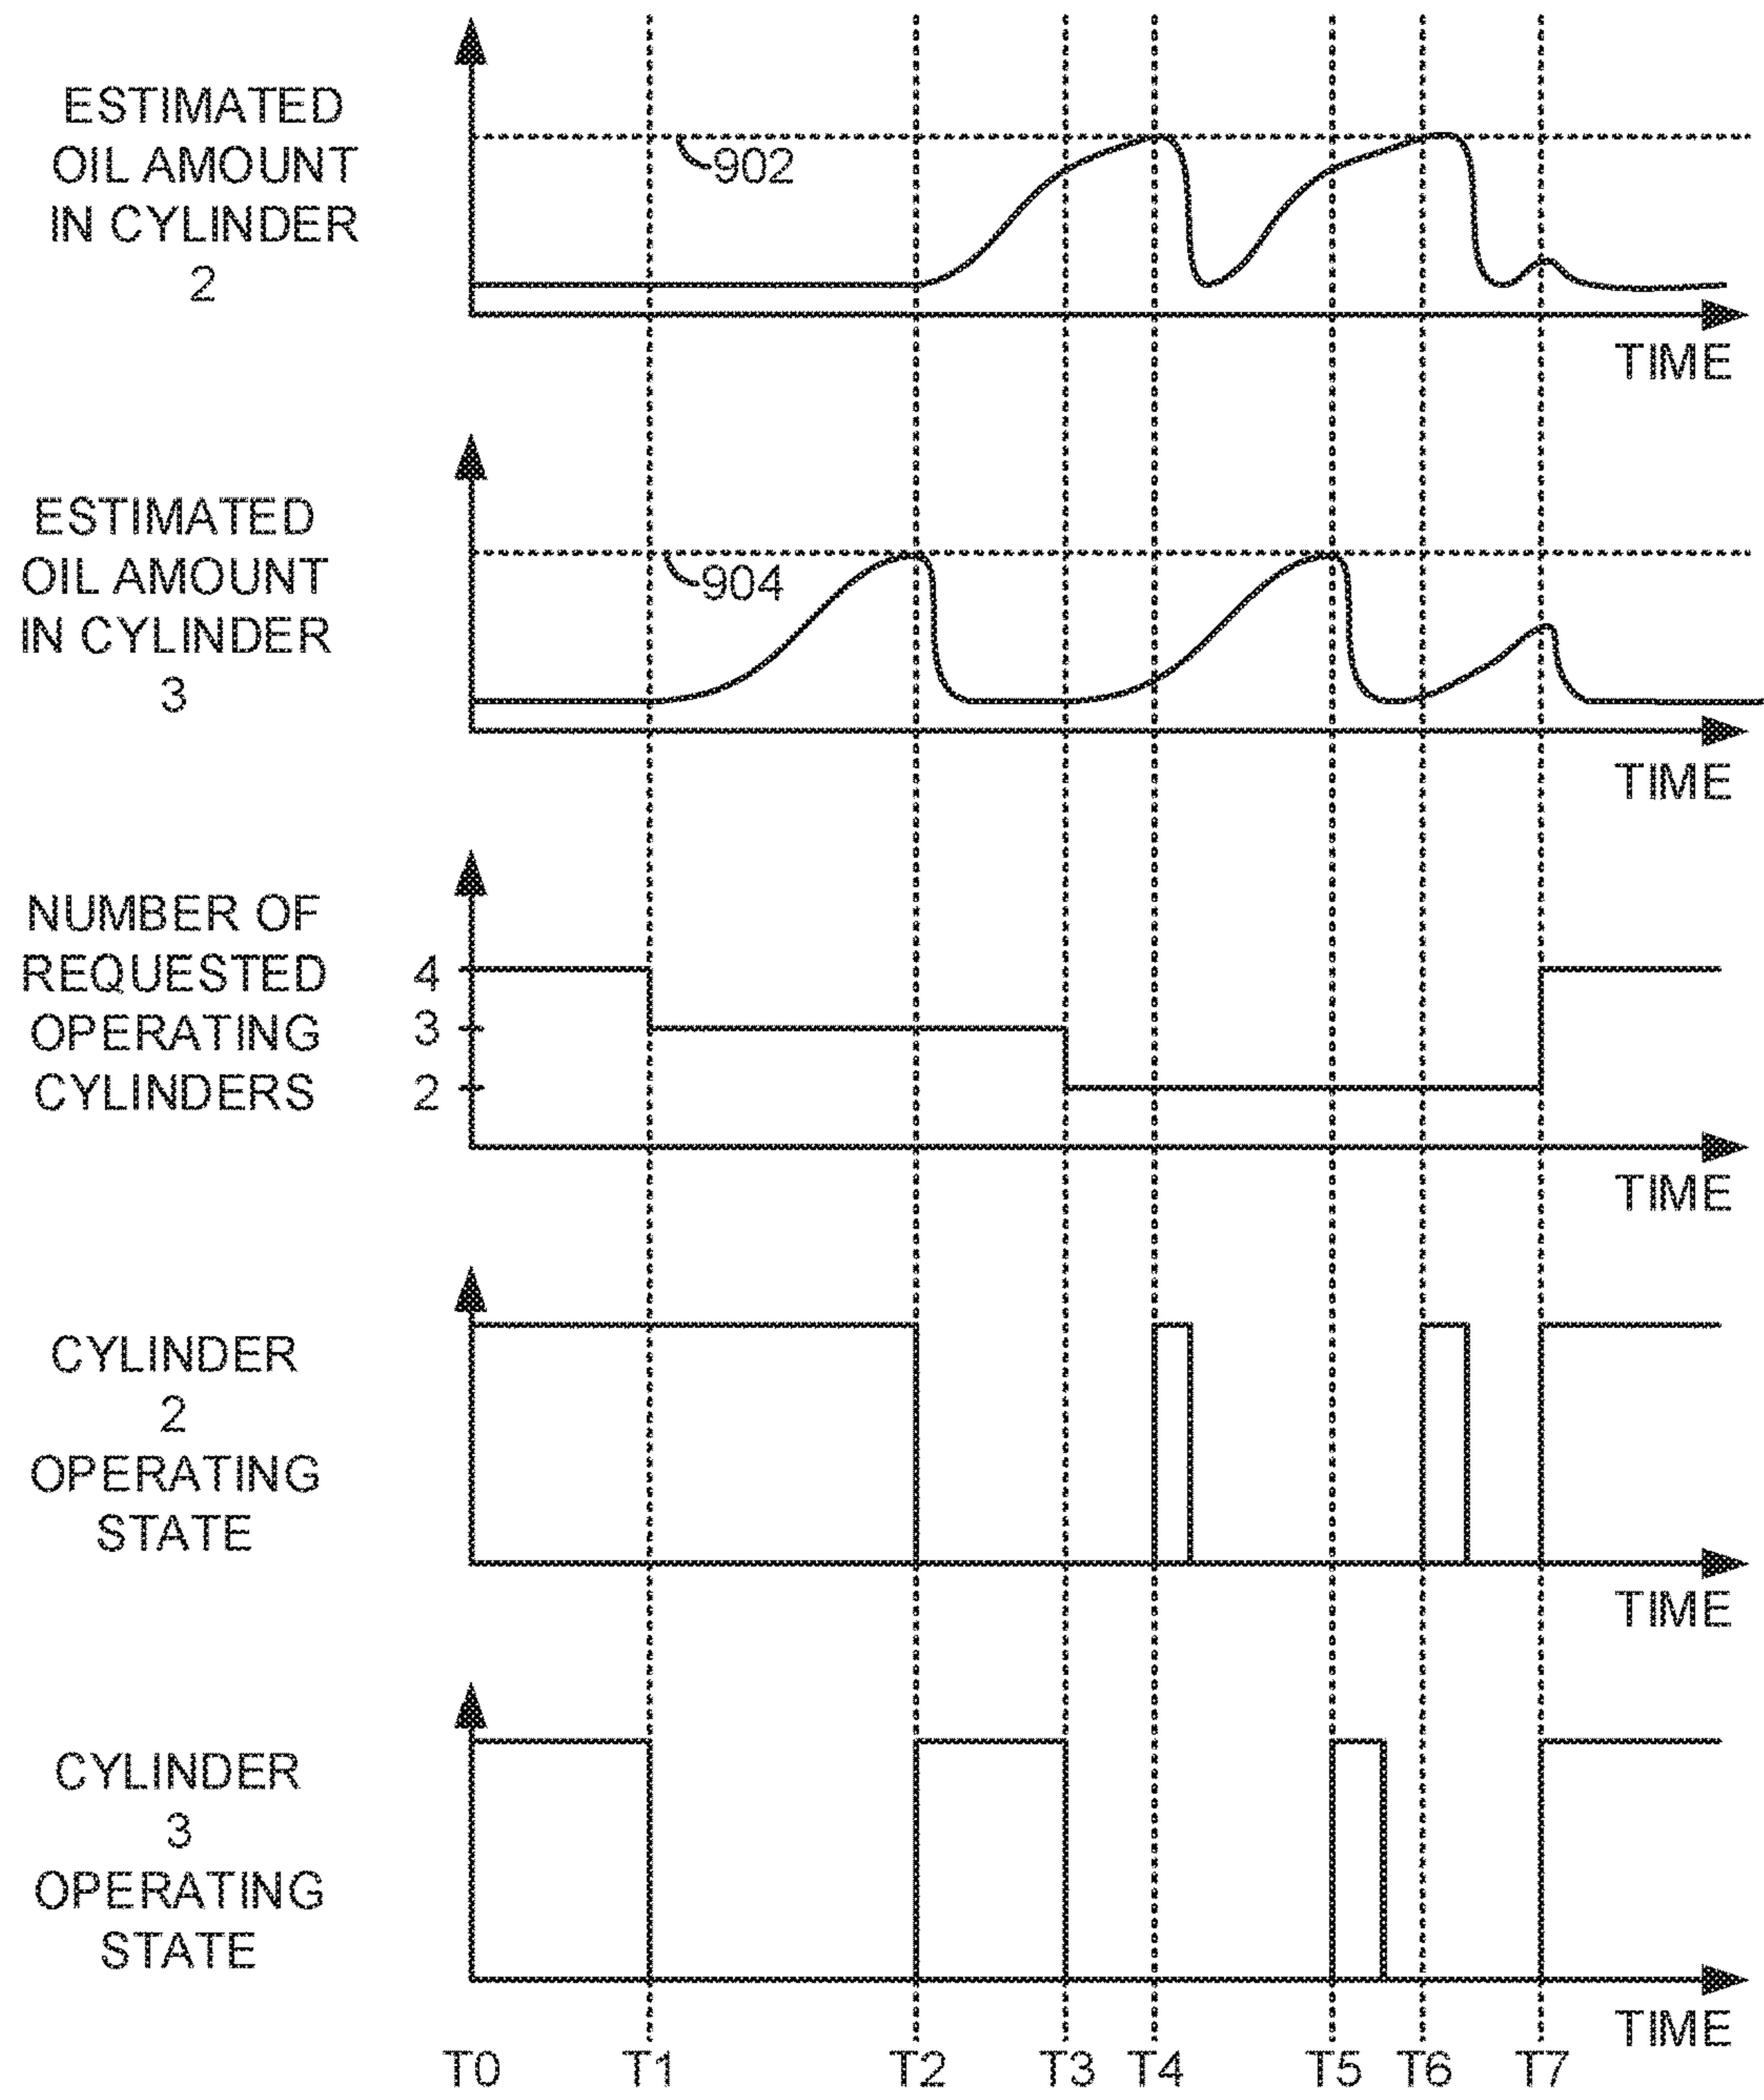 ESTIMATED
OIL AMOUNT
IN CYLINDER
2
902
TIME
ESTIMATED
OIL AMOUNT
IN CYLINDER
3
904
TIME
NUMBER OF
REQUESTED
OPERATING
CYLINDERS
4
3
2
TIME
CYLINDER
2
OPERATING
STATE
TIME
CYLINDER
3
OPERATING
STATE
TIME
T0 T1 T2 T3 T4 T5 T6 T7